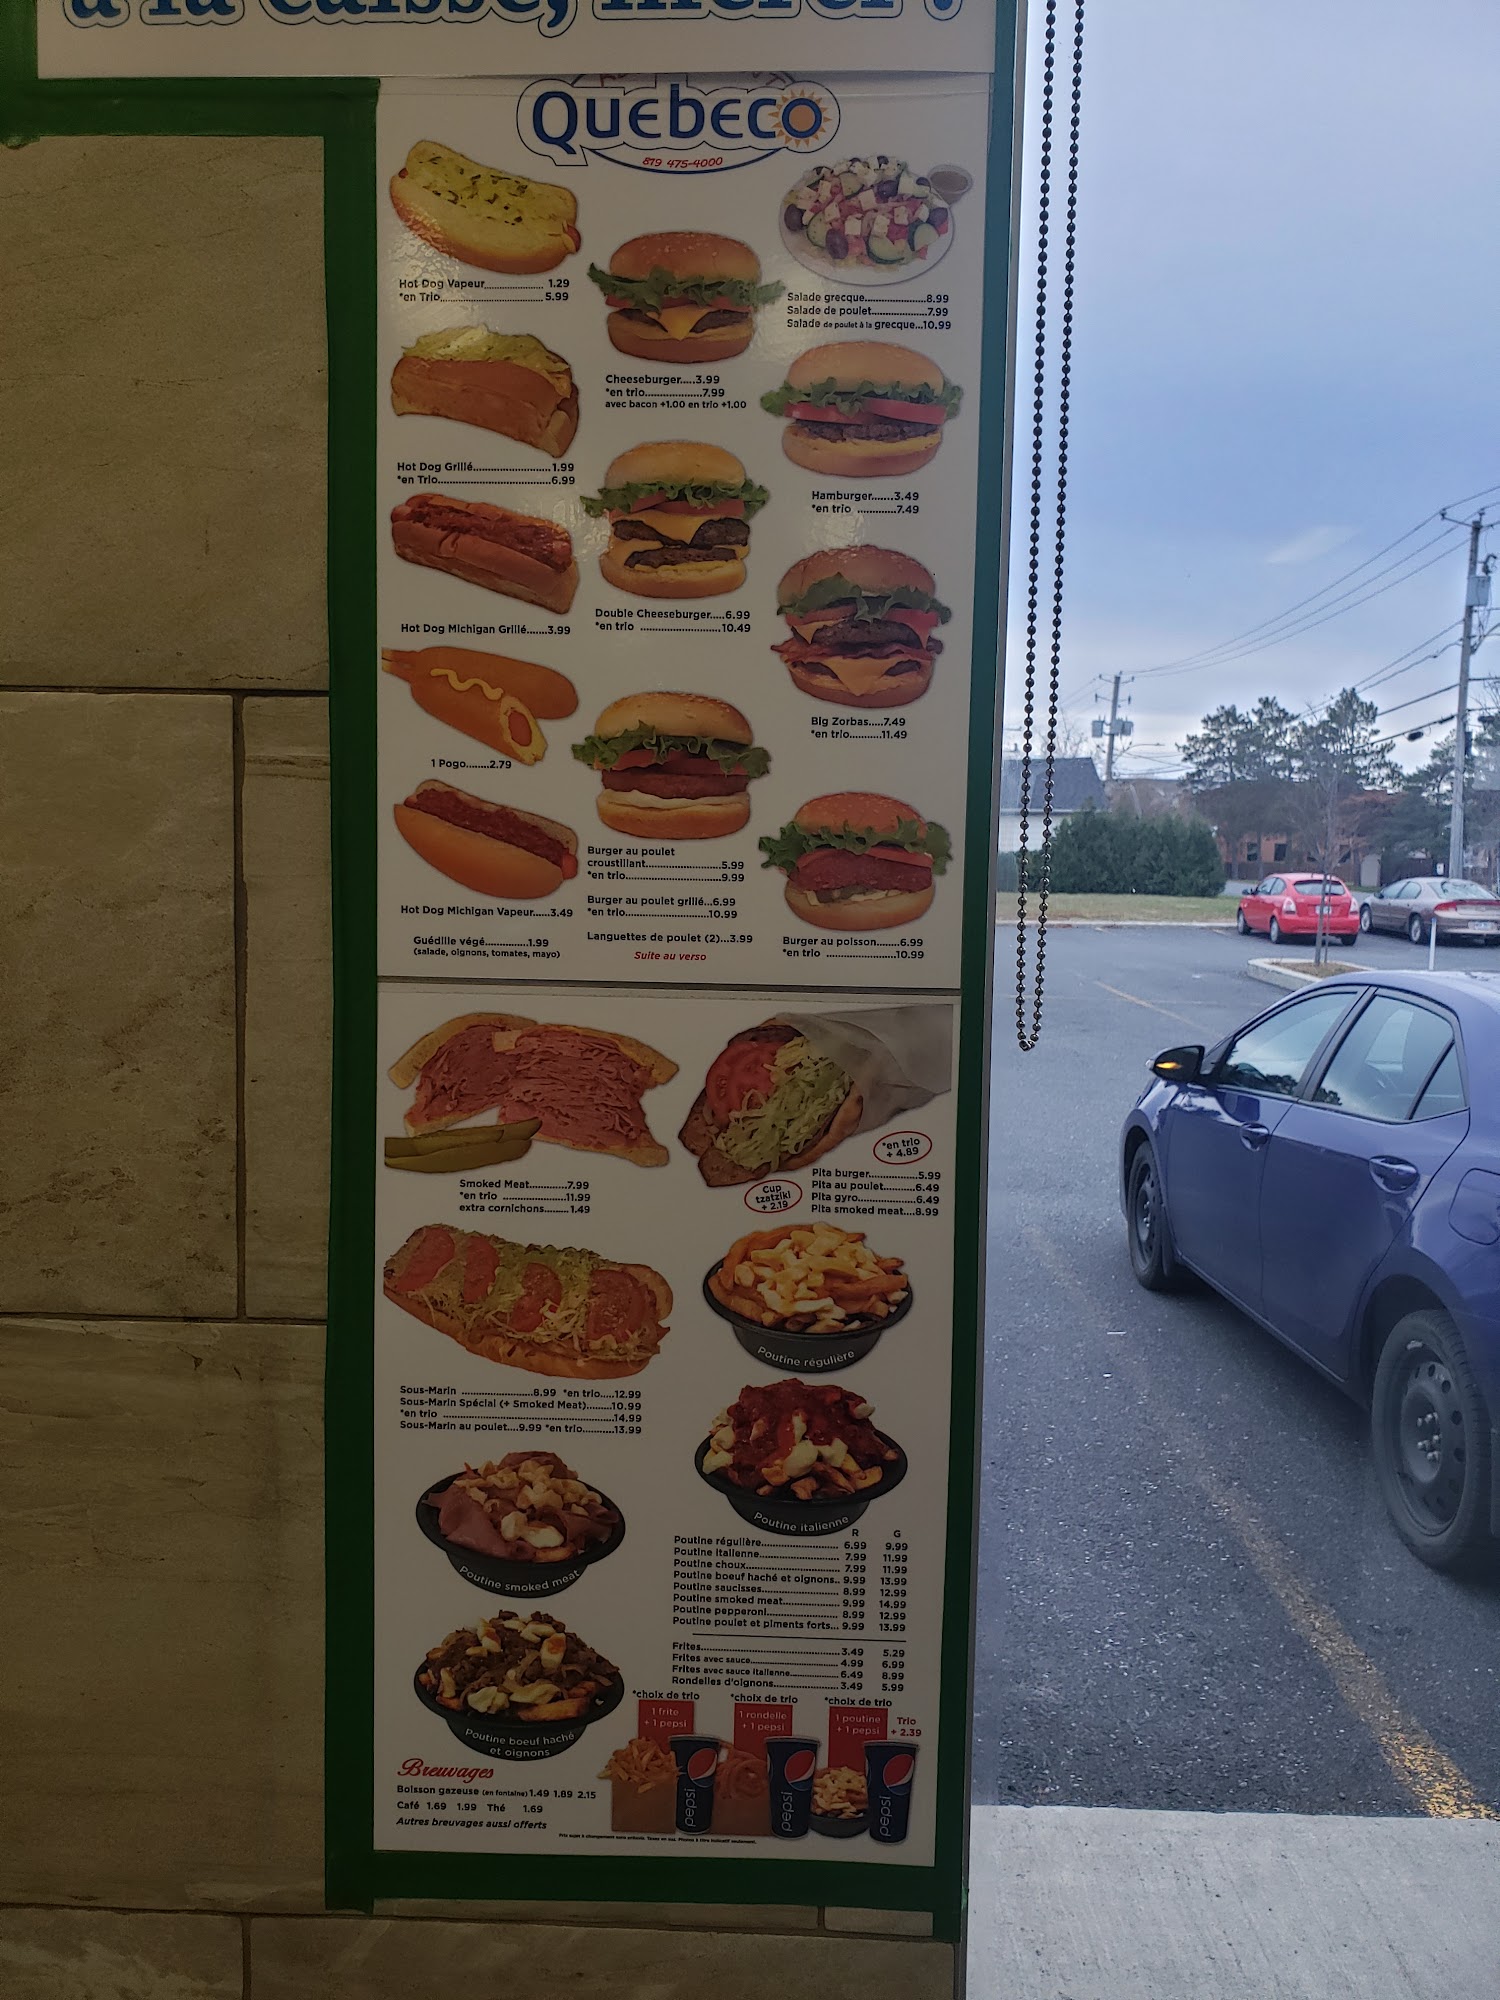 à la caisse, merci !
Quebeco
819 475-4000
Hot Dog Vapeur 1.29
*en Trio 5.99
Salade grecque 8.99
Salade de poulet 7.99
Salade de poulet à la grecque...10.99
Cheeseburger.....3.99
*en trio 7.99
avec bacon +1.00 en trio +1.00
Hot Dog Grillé 1.99
*en Trio 6.99
Hamburger.......3.49
*en trio 7.49
Hot Dog Michigan Grillé.......3.99
Double Cheeseburger.....6.99
*en trio 10.49
Big Zorbas.....7.49
*en trio 11.49
1 Pogo........2.79
Burger au poulet
croustillant 5.99
*en trio 9.99
Hot Dog Michigan Vapeur......3.49
Burger au poulet grillé...6.99
*en trio 10.99
Guédille végé 1.99
(salade, oignons, tomates, mayo)
Languettes de poulet (2)...3.99
Suite au verso
Burger au poisson........6.99
*en trio 10.99
*en trio
+ 4.89
Smoked Meat 7.99
*en trio 11.99
extra cornichons 1.49
Cup
tzatziki
+ 2.19
Pita burger 5.99
Pita au poulet 6.49
Pita gyro 6.49
Pita smoked meat....8.99
Poutine régulière
Sous-Marin 8.99 *en trio.....12.99
Sous-Marin Spécial (+ Smoked Meat) 10.99
*en trio 14.99
Sous-Marin au poulet....9.99 *en trio 13.99
Poutine italienne
Poutine smoked meat
R G
Poutine régulière 6.99 9.99
Poutine italienne 7.99 11.99
Poutine choux 7.99 11.99
Poutine boeuf haché et oignons.. 9.99 13.99
Poutine saucisses 8.99 12.99
Poutine smoked meat 9.99 14.99
Poutine pepperoni 8.99 12.99
Poutine poulet et piments forts... 9.99 13.99
Frites 3.49 5.29
Frites avec sauce 4.99 6.99
Frites avec sauce italienne 6.49 8.99
Rondelles d'oignons 3.49 5.99
Poutine boeuf haché
et oignons
*choix de trio *choix de trio *choix de trio
1 frite
+ 1 pepsi
1 rondelle
+ 1 pepsi
1 poutine
+ 1 pepsi
Trio
+ 2.39
pepsi
pepsi
pepsi
Breuvages
Boisson gazeuse (en fontaine) 1.49 1.89 2.15
Café 1.69 1.99 Thé 1.69
Autres breuvages aussi offerts
Prix sujet à changement sans préavis. Taxes en sus. Photos à titre indicatif seulement.